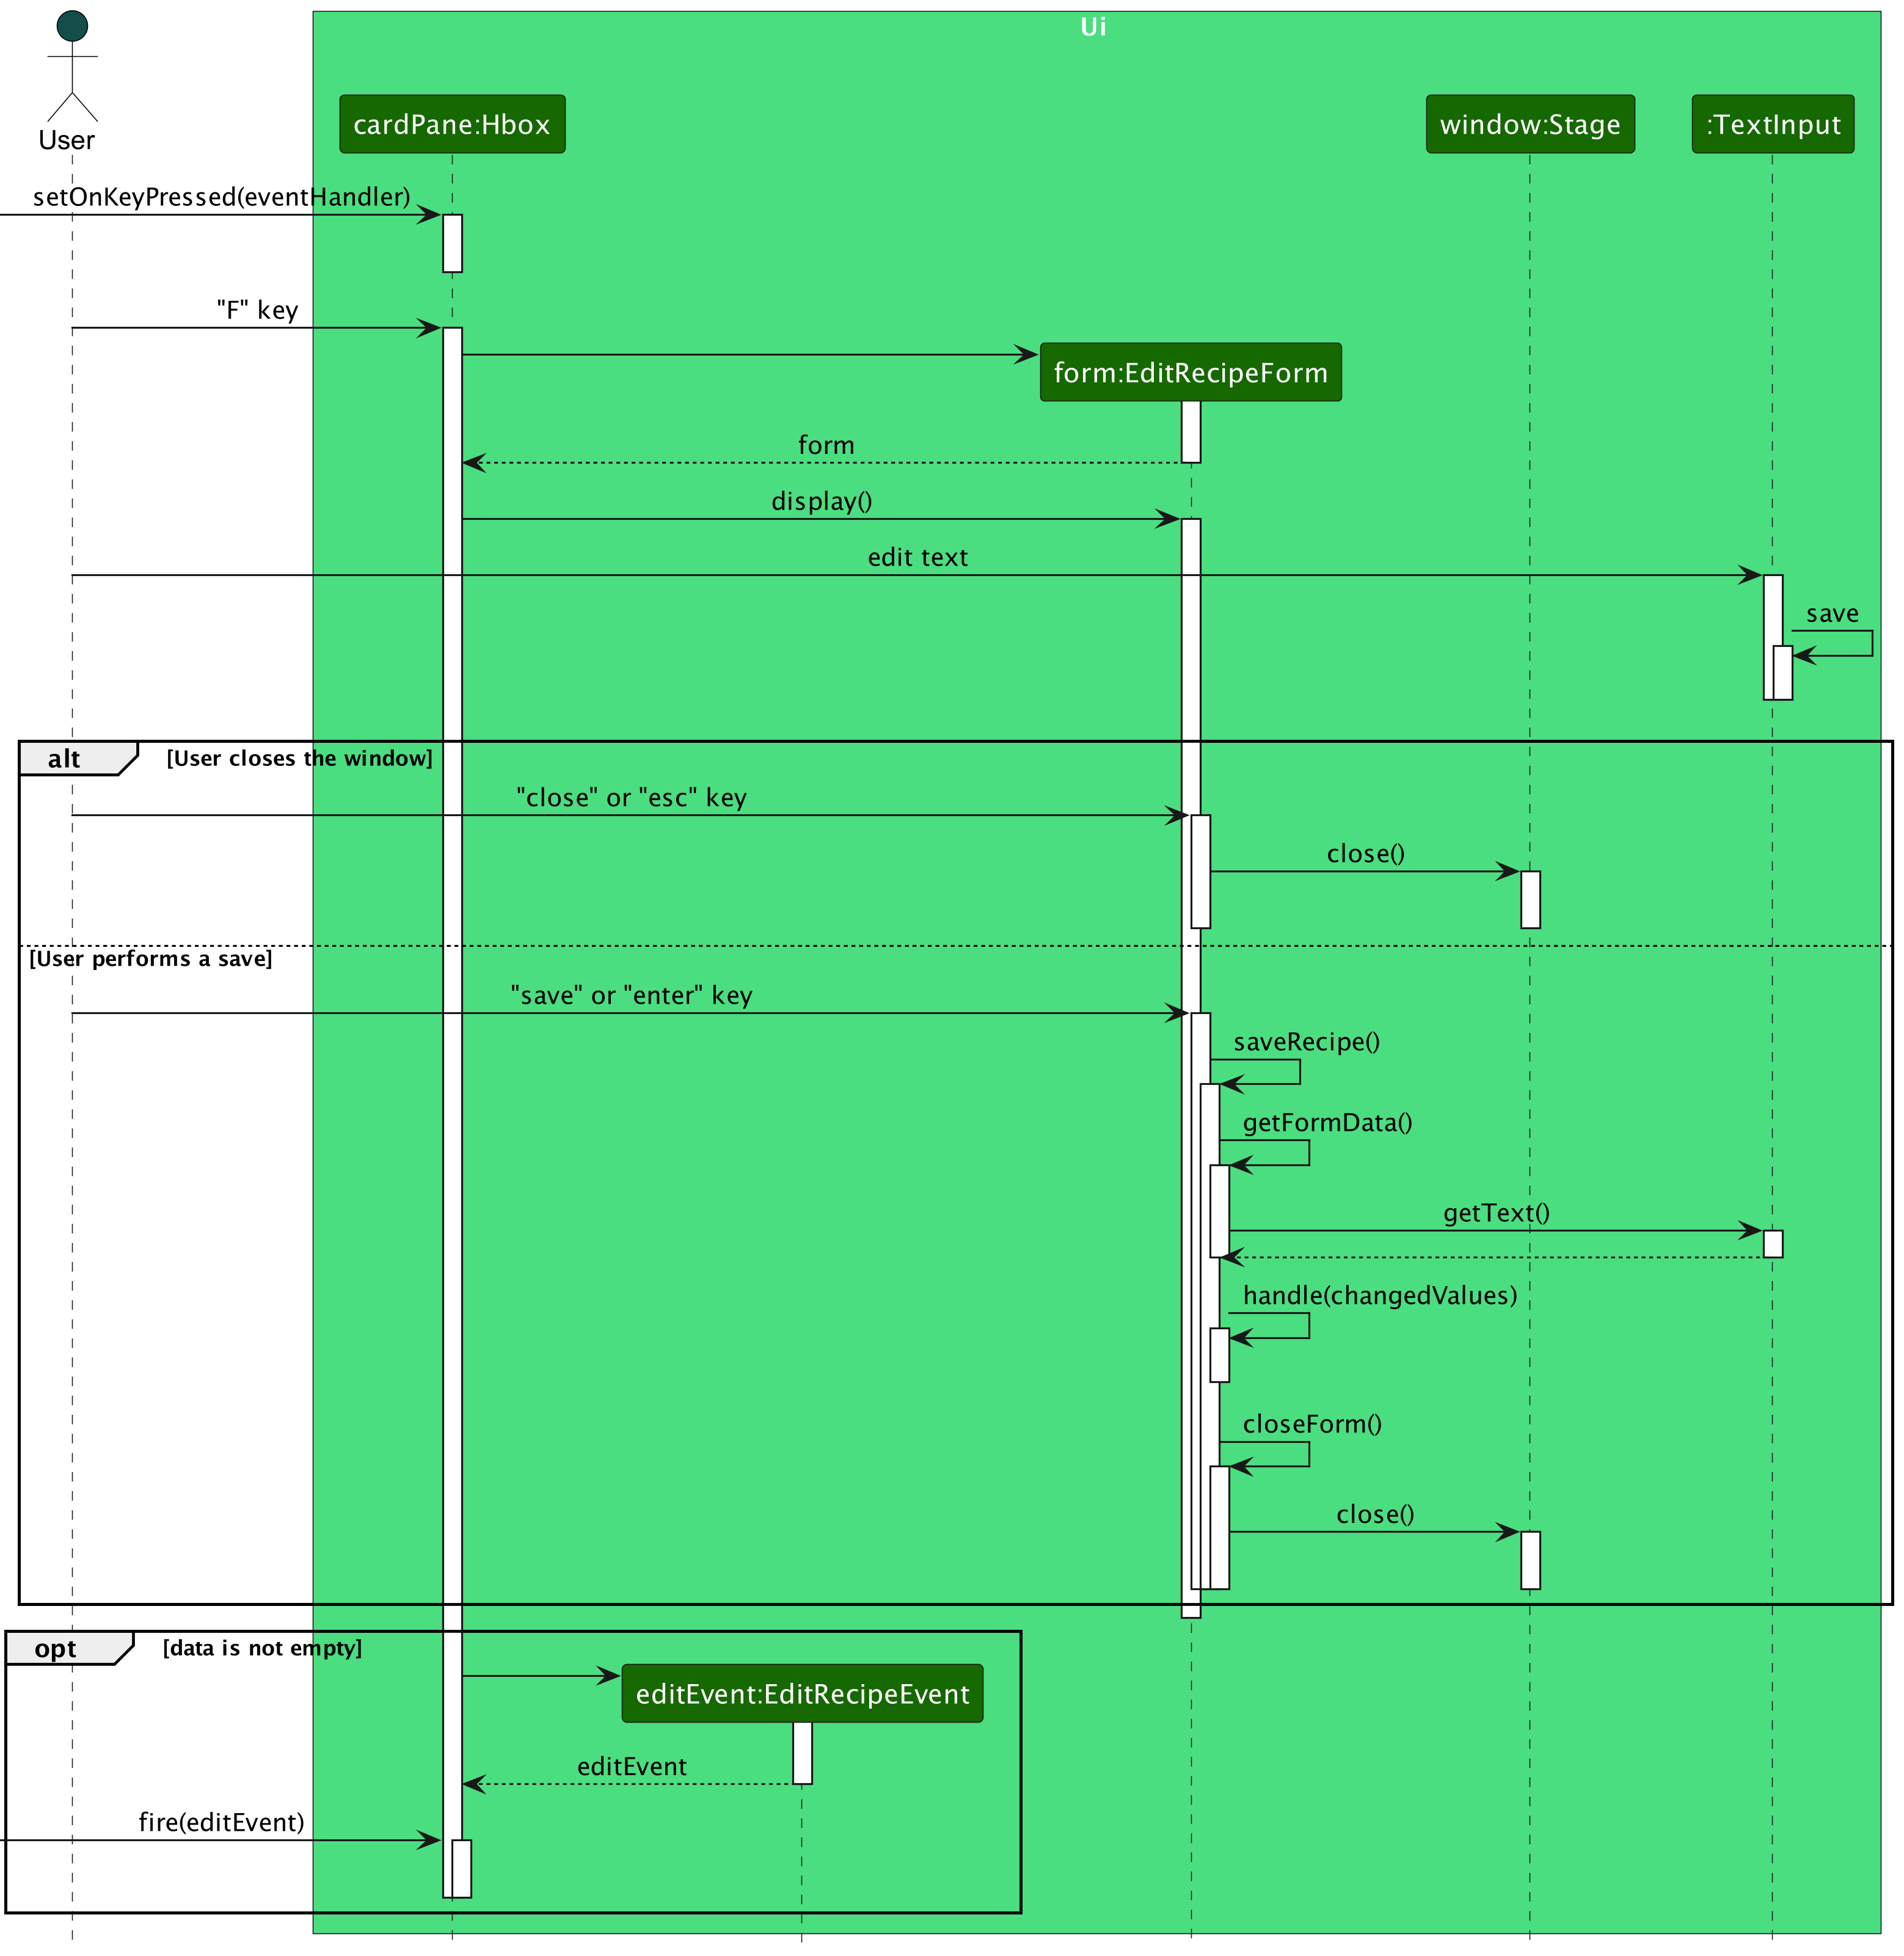 Ui
User
cardPane:Hbox
window:Stage
:TextInput
setOnKeyPressed(eventHandler)
"F" key
form:EditRecipeForm
form
display()
edit text
save
alt
[User closes the window]
"close" or "esc" key
close()
[User performs a save]
"save" or "enter" key
saveRecipe()
getFormData()
getText()
handle(changedValues)
closeForm()
close()
opt
[data is not empty]
editEvent:EditRecipeEvent
editEvent
fire(editEvent)